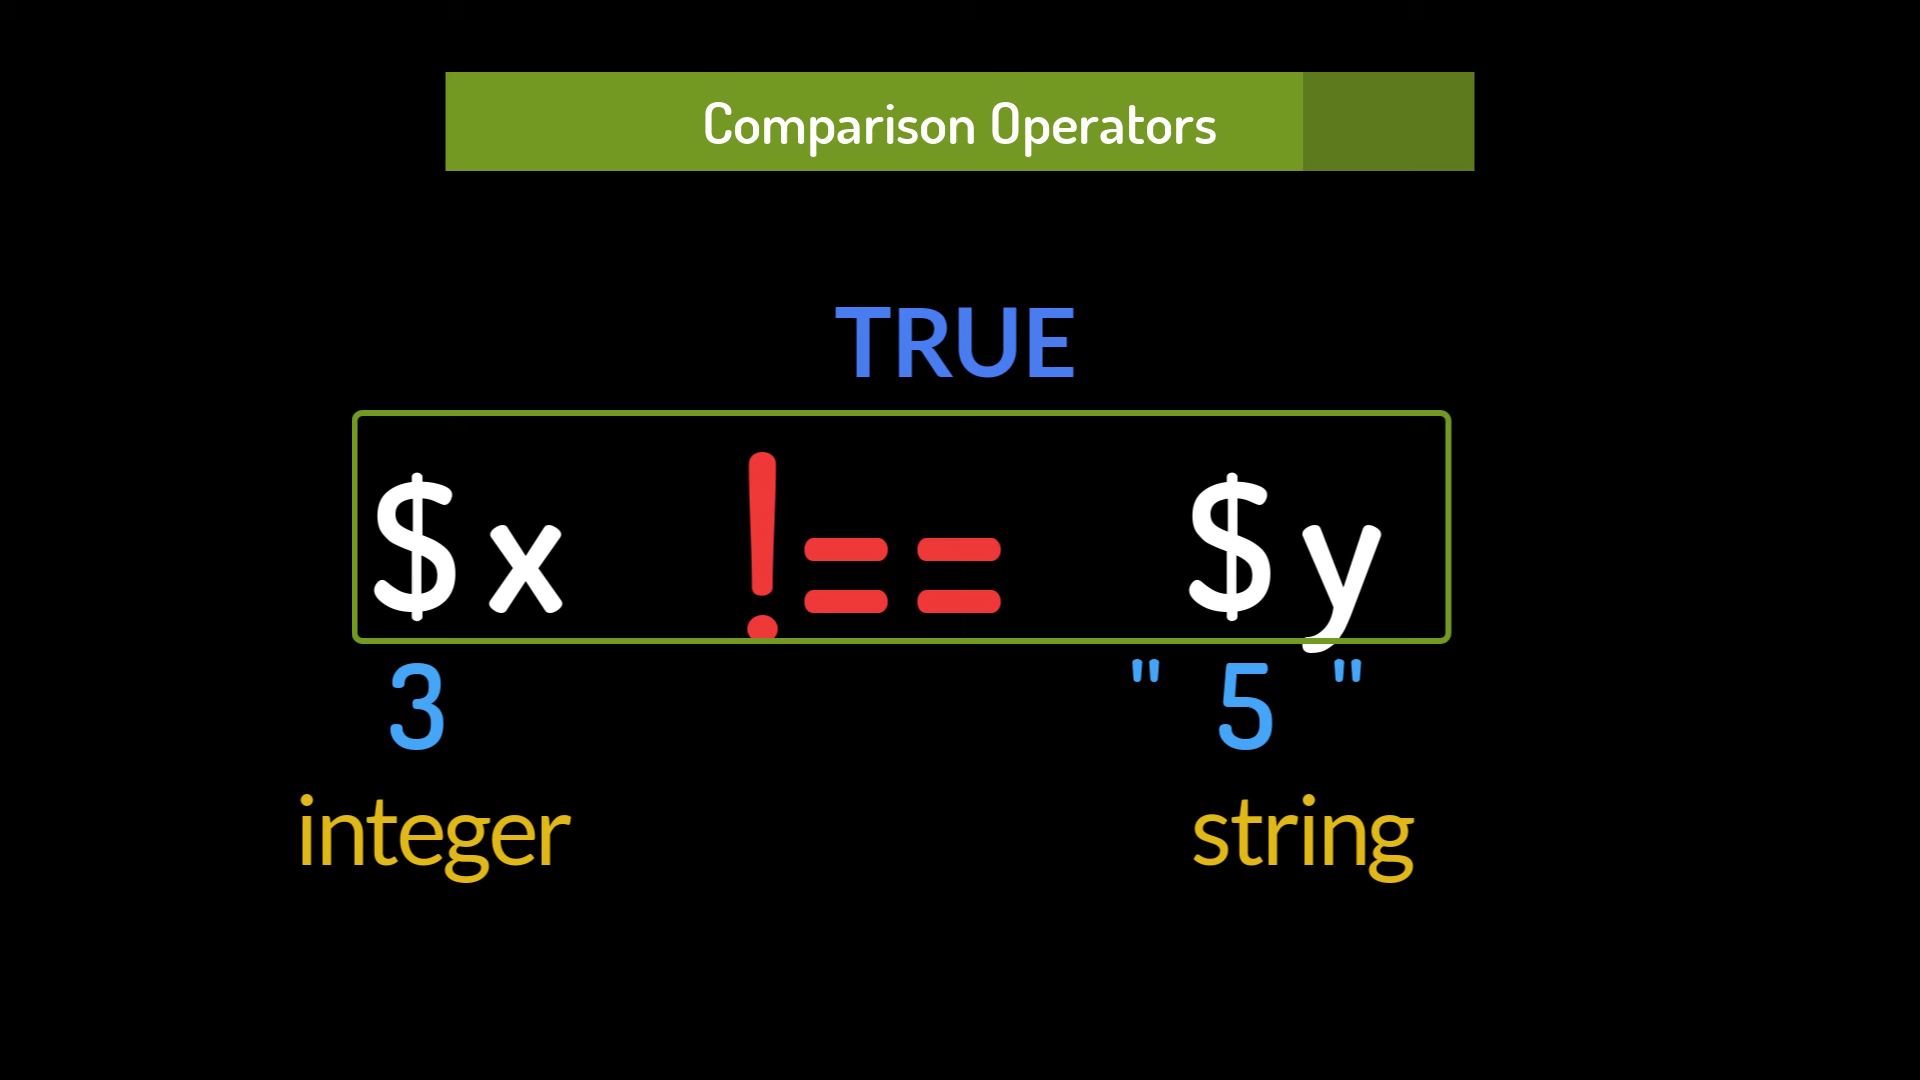 Comparison Operators
TRUE
$x !== $y
3 " 5 "
integer string